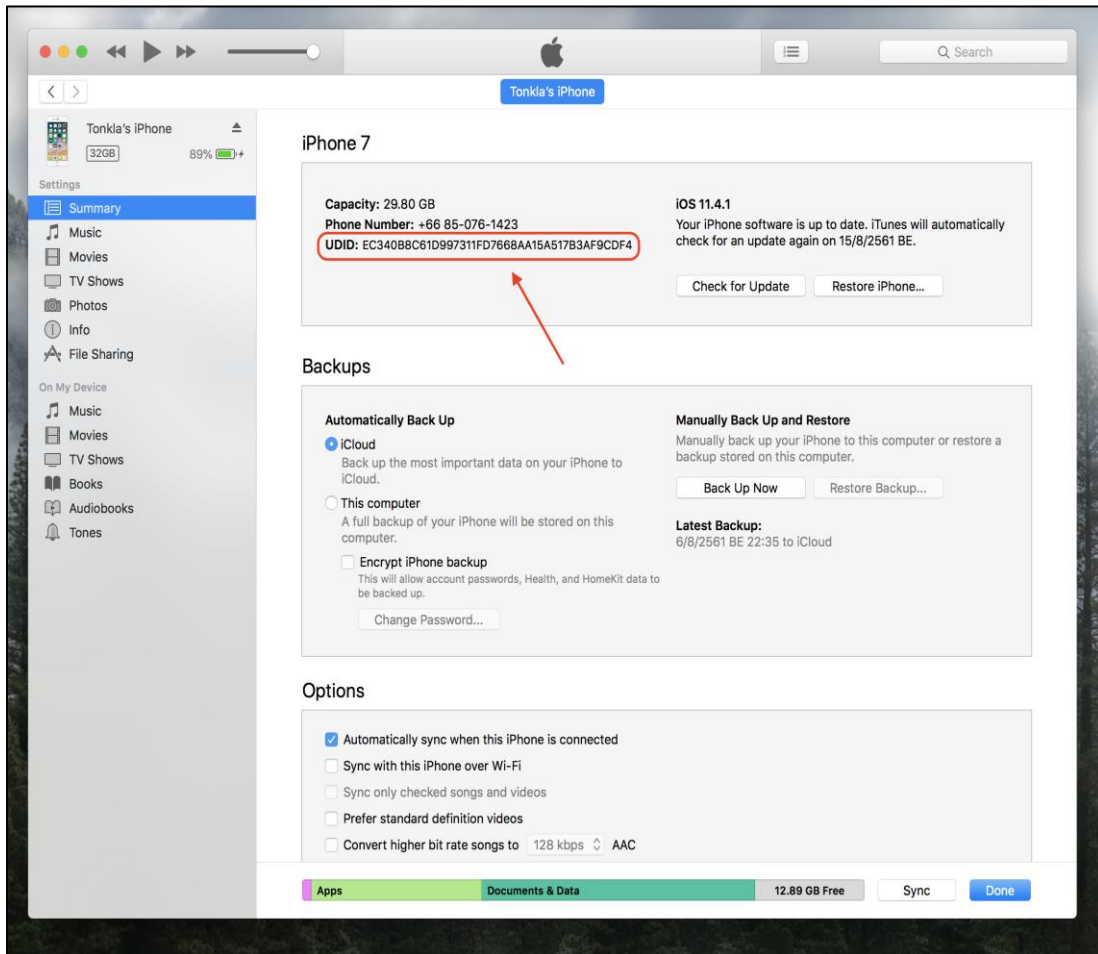 Search
Tonkla's iPhone
Tonkla's iPhone
32GB
89%
Settings
Summary
Music
Movies
TV Shows
Photos
Info
File Sharing
On My Device
Music
Movies
TV Shows
Books
Audiobooks
Tones
iPhone 7
Capacity: 29.80 GB
Phone Number: +66 85-076-1423
UDID: EC340B8C61D997311FD7668AA15A517B3AF9CDF4
iOS 11.4.1
Your iPhone software is up to date. iTunes will automatically
check for an update again on 15/8/2561 BE.
Check for Update
Restore iPhone...
Backups
Automatically Back Up
iCloud
Back up the most important data on your iPhone to
iCloud.
This computer
A full backup of your iPhone will be stored on this
computer.
Encrypt iPhone backup
This will allow account passwords, Health, and HomeKit data to
be backed up.
Change Password...
Manually Back Up and Restore
Manually back up your iPhone to this computer or restore a
backup stored on this computer.
Back Up Now
Restore Backup...
Latest Backup:
6/8/2561 BE 22:35 to iCloud
Options
Automatically sync when this iPhone is connected
Sync with this iPhone over Wi-Fi
Sync only checked songs and videos
Prefer standard definition videos
Convert higher bit rate songs to 128 kbps AAC
Apps
Documents & Data
12.89 GB Free
Sync
Done